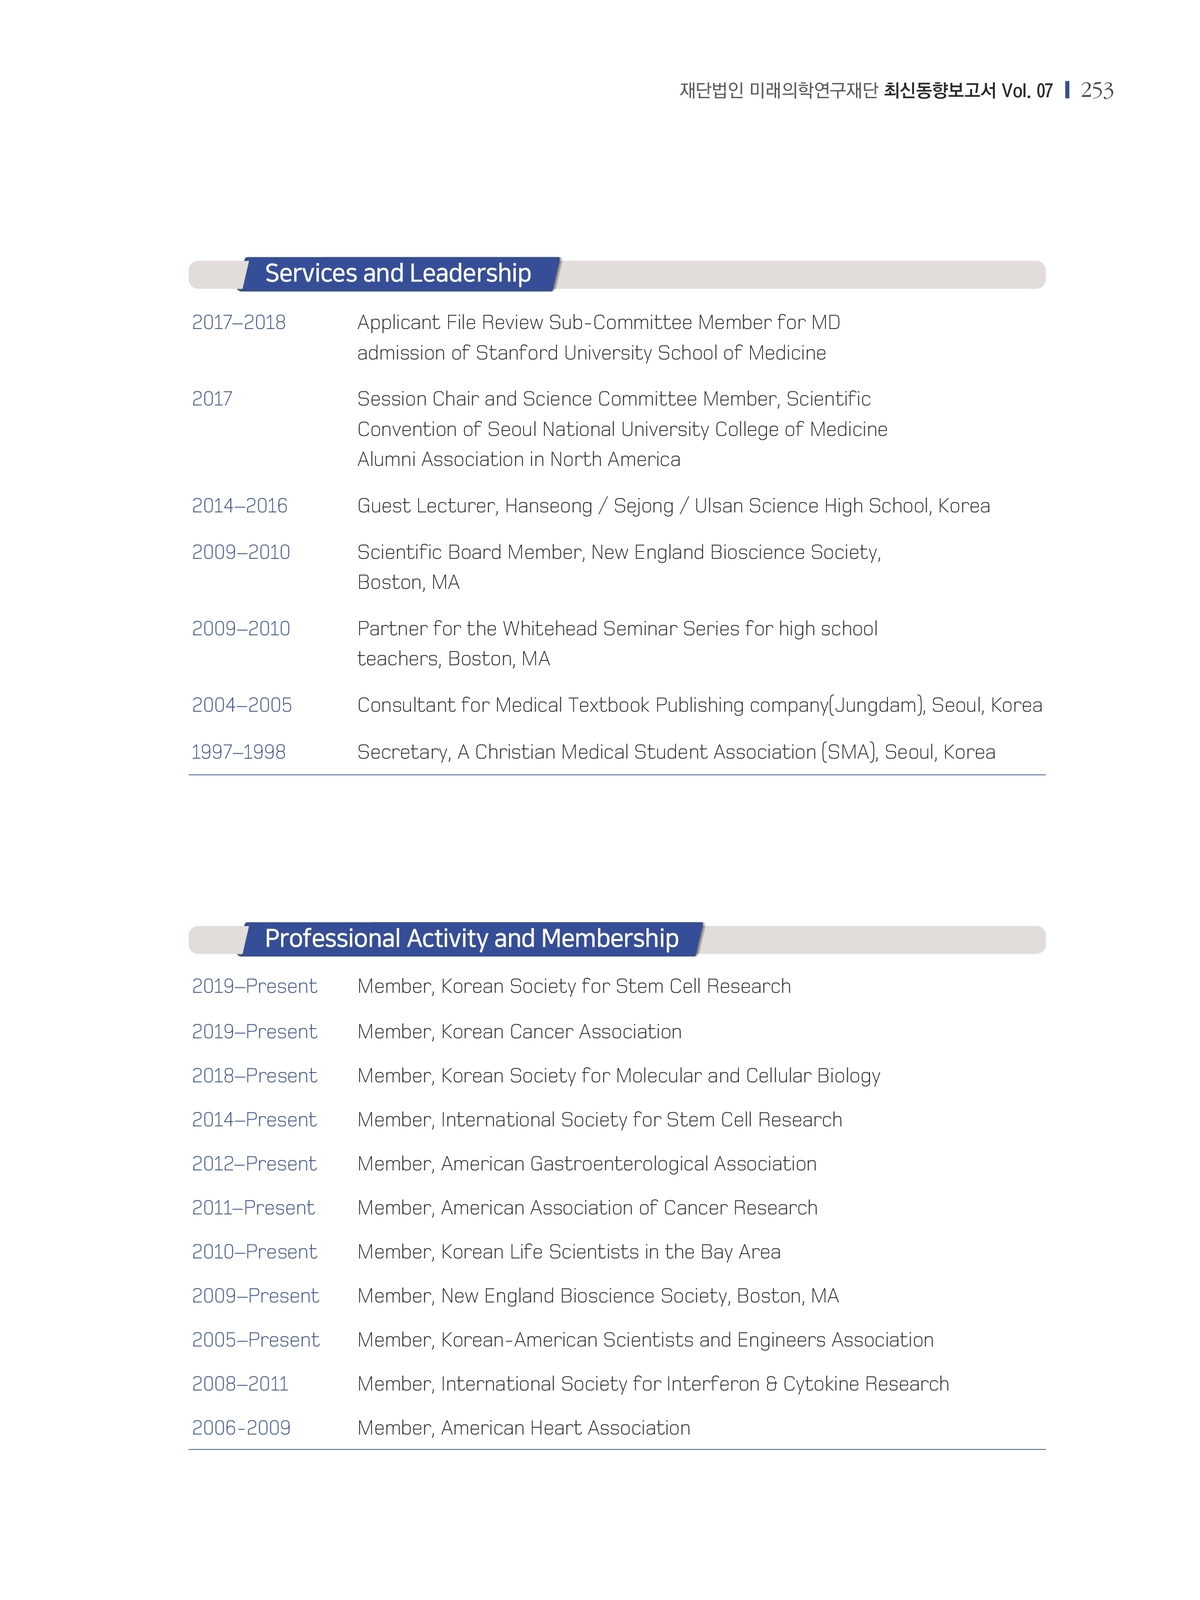 재단법인 미래의학연구재단 최신동향보고서 Vol. 07 253
Services and Leadership
2017–2018 Applicant File Review Sub-Committee Member for MD
admission of Stanford University School of Medicine
2017 Session Chair and Science Committee Member, Scientific
Convention of Seoul National University College of Medicine
Alumni Association in North America
2014–2016 Guest Lecturer, Hanseong / Sejong / Ulsan Science High School, Korea
2009–2010 Scientific Board Member, New England Bioscience Society,
Boston, MA
2009–2010 Partner for the Whitehead Seminar Series for high school
teachers, Boston, MA
2004–2005 Consultant for Medical Textbook Publishing company(Jungdam), Seoul, Korea
1997–1998 Secretary, A Christian Medical Student Association (SMA), Seoul, Korea
Professional Activity and Membership
2019–Present Member, Korean Society for Stem Cell Research
2019–Present Member, Korean Cancer Association
2018–Present Member, Korean Society for Molecular and Cellular Biology
2014–Present Member, International Society for Stem Cell Research
2012–Present Member, American Gastroenterological Association
2011–Present Member, American Association of Cancer Research
2010–Present Member, Korean Life Scientists in the Bay Area
2009–Present Member, New England Bioscience Society, Boston, MA
2005–Present Member, Korean-American Scientists and Engineers Association
2008–2011 Member, International Society for Interferon & Cytokine Research
2006-2009 Member, American Heart Association